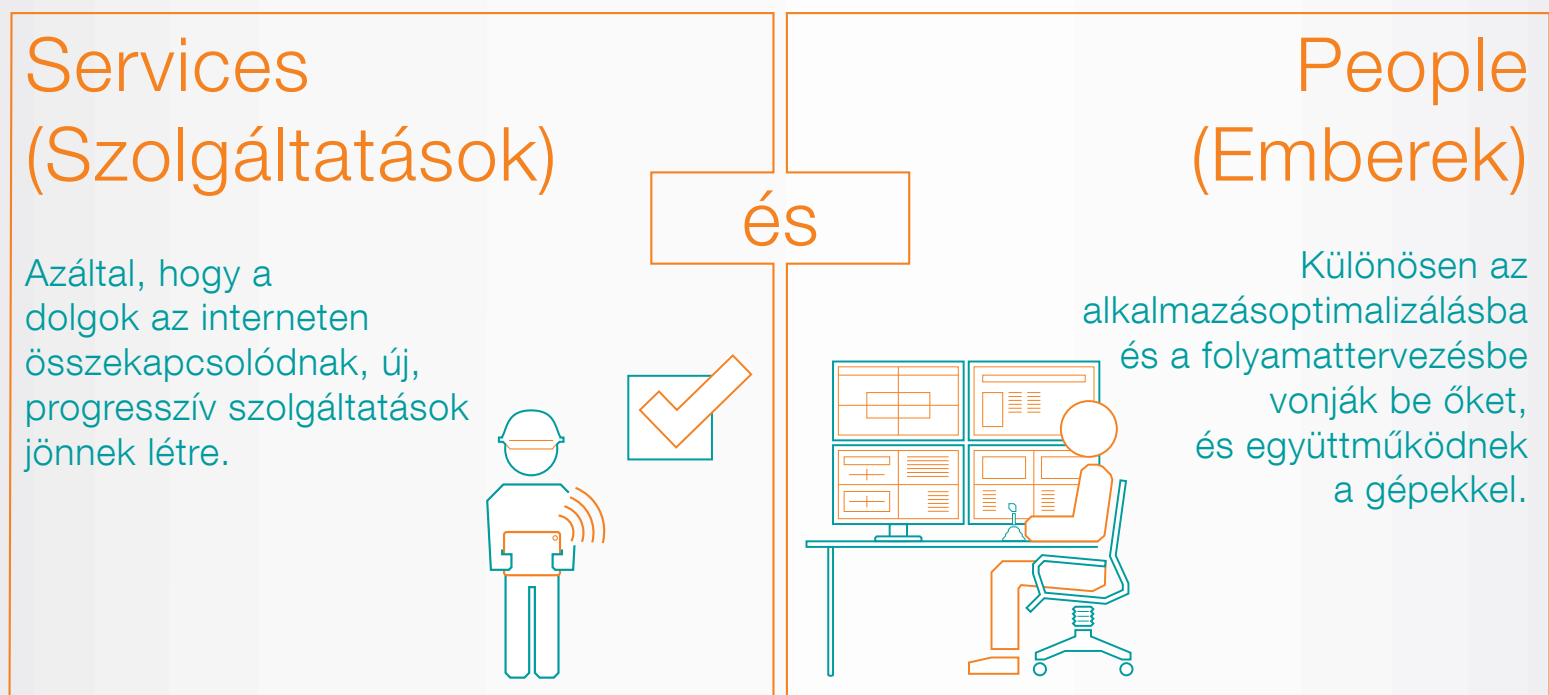 Services
(Szolgáltatások)
Azáltal, hogy a
dolgok az interneten
összekapcsolódnak, új,
progresszív szolgáltatások
jönnek létre.
és
People
(Emberek)
Különösen az
alkalmazásoptimalizálásba
és a folyamattervezésbe
vonják be őket,
és együttműködnek
a gépekkel.